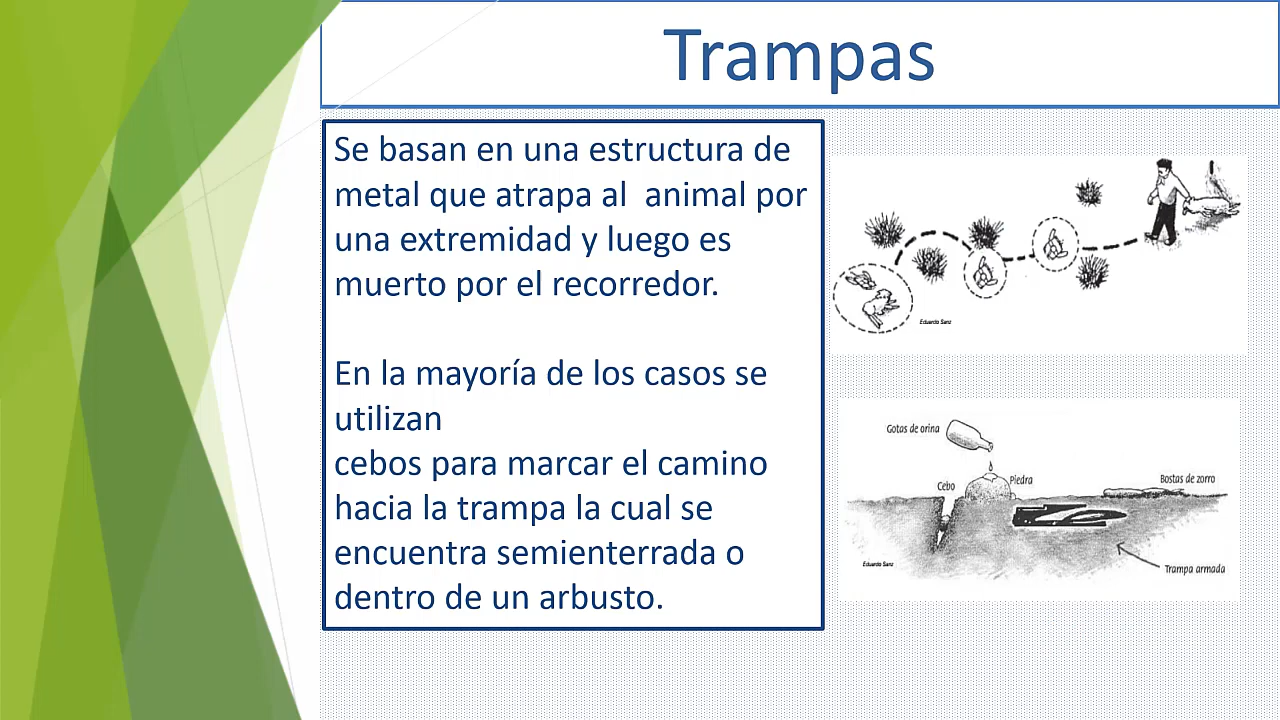 Trampas
Se basan en una estructura de
metal que atrapa al  animal por
una extremidad y luego es
muerto por el recorredor.
En la mayoría de los casos se
utilizan
cebos para marcar el camino
hacia la trampa la cual se
encuentra semienterrada o
dentro de un arbusto.
Eduardo Sanz
Gotas de orina
Cebo
Piedra
Bostas de zorro
Eduardo Sanz
Trampa armada